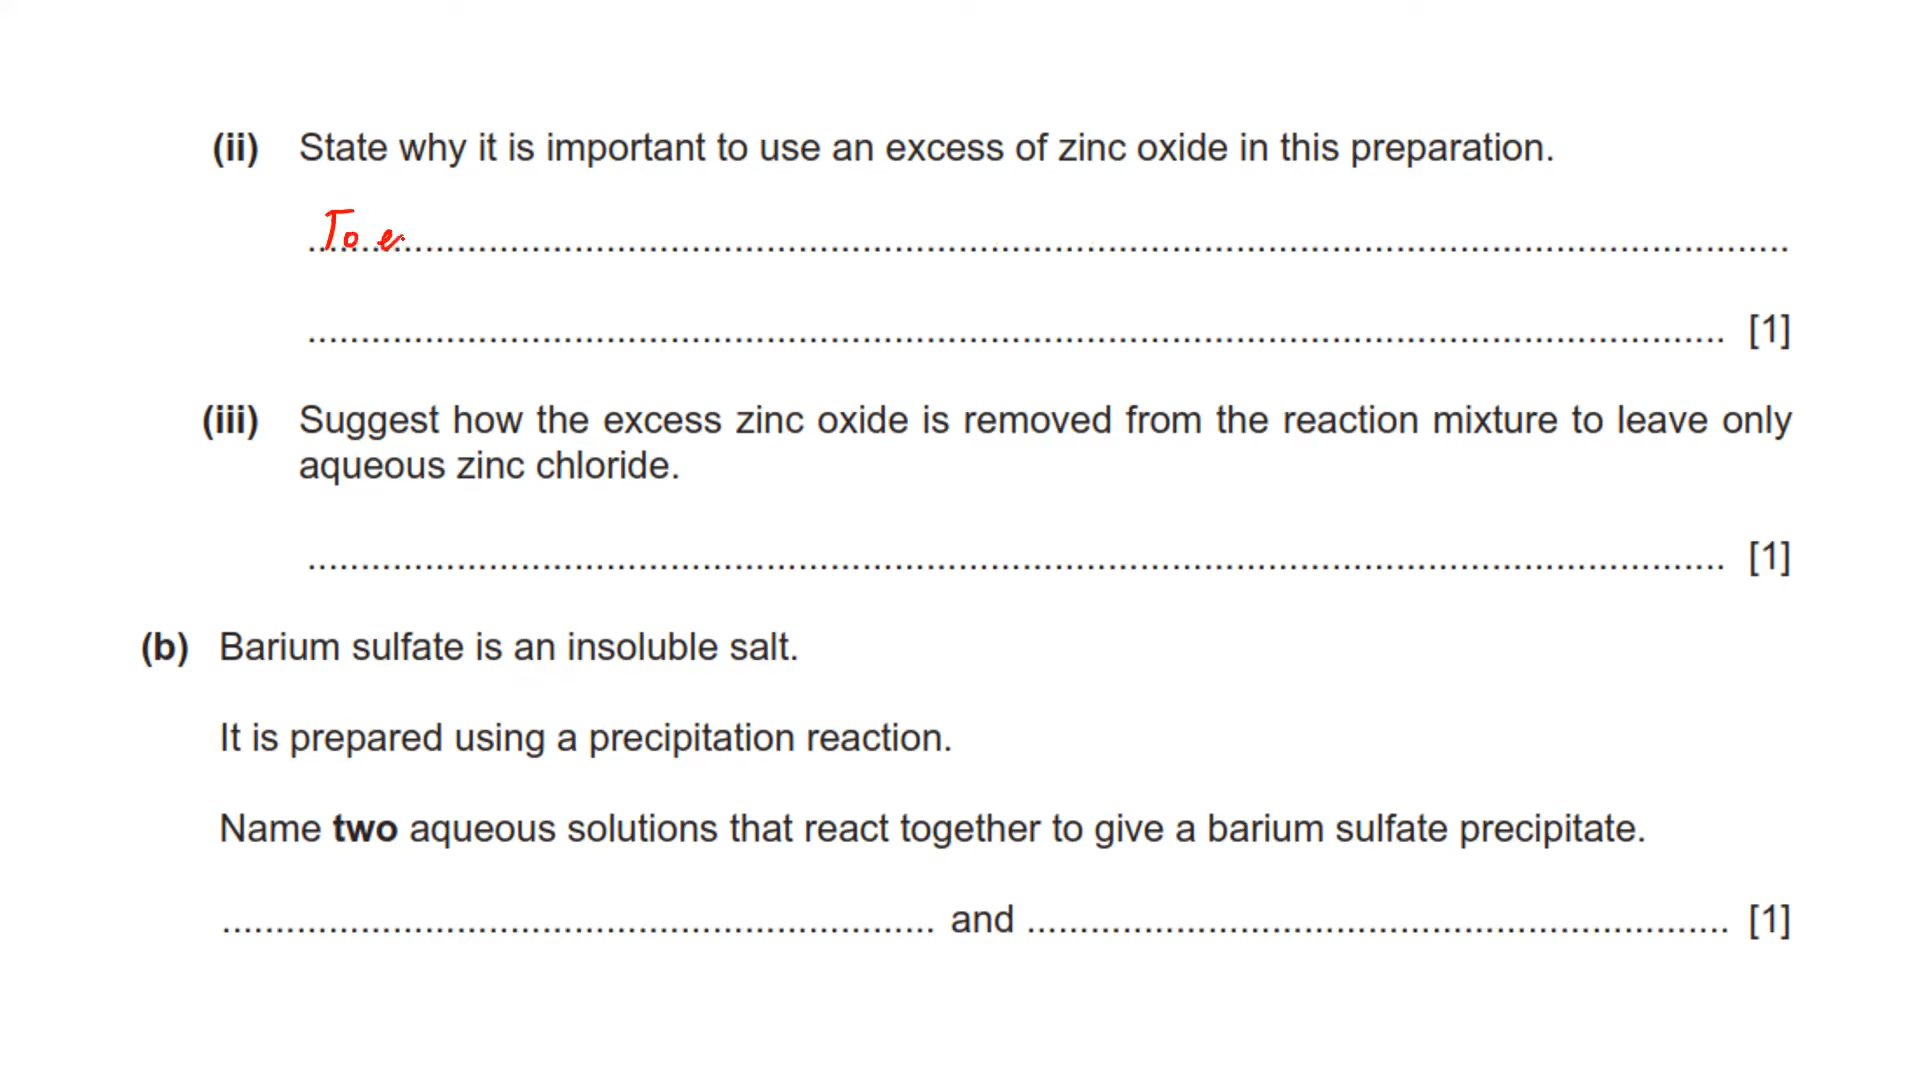 (ii) State why it is important to use an excess of zinc oxide in this preparation.
To e
[1]
(iii) Suggest how the excess zinc oxide is removed from the reaction mixture to leave only
aqueous zinc chloride.
[1]
(b) Barium sulfate is an insoluble salt.
It is prepared using a precipitation reaction.
Name two aqueous solutions that react together to give a barium sulfate precipitate.
and [1]